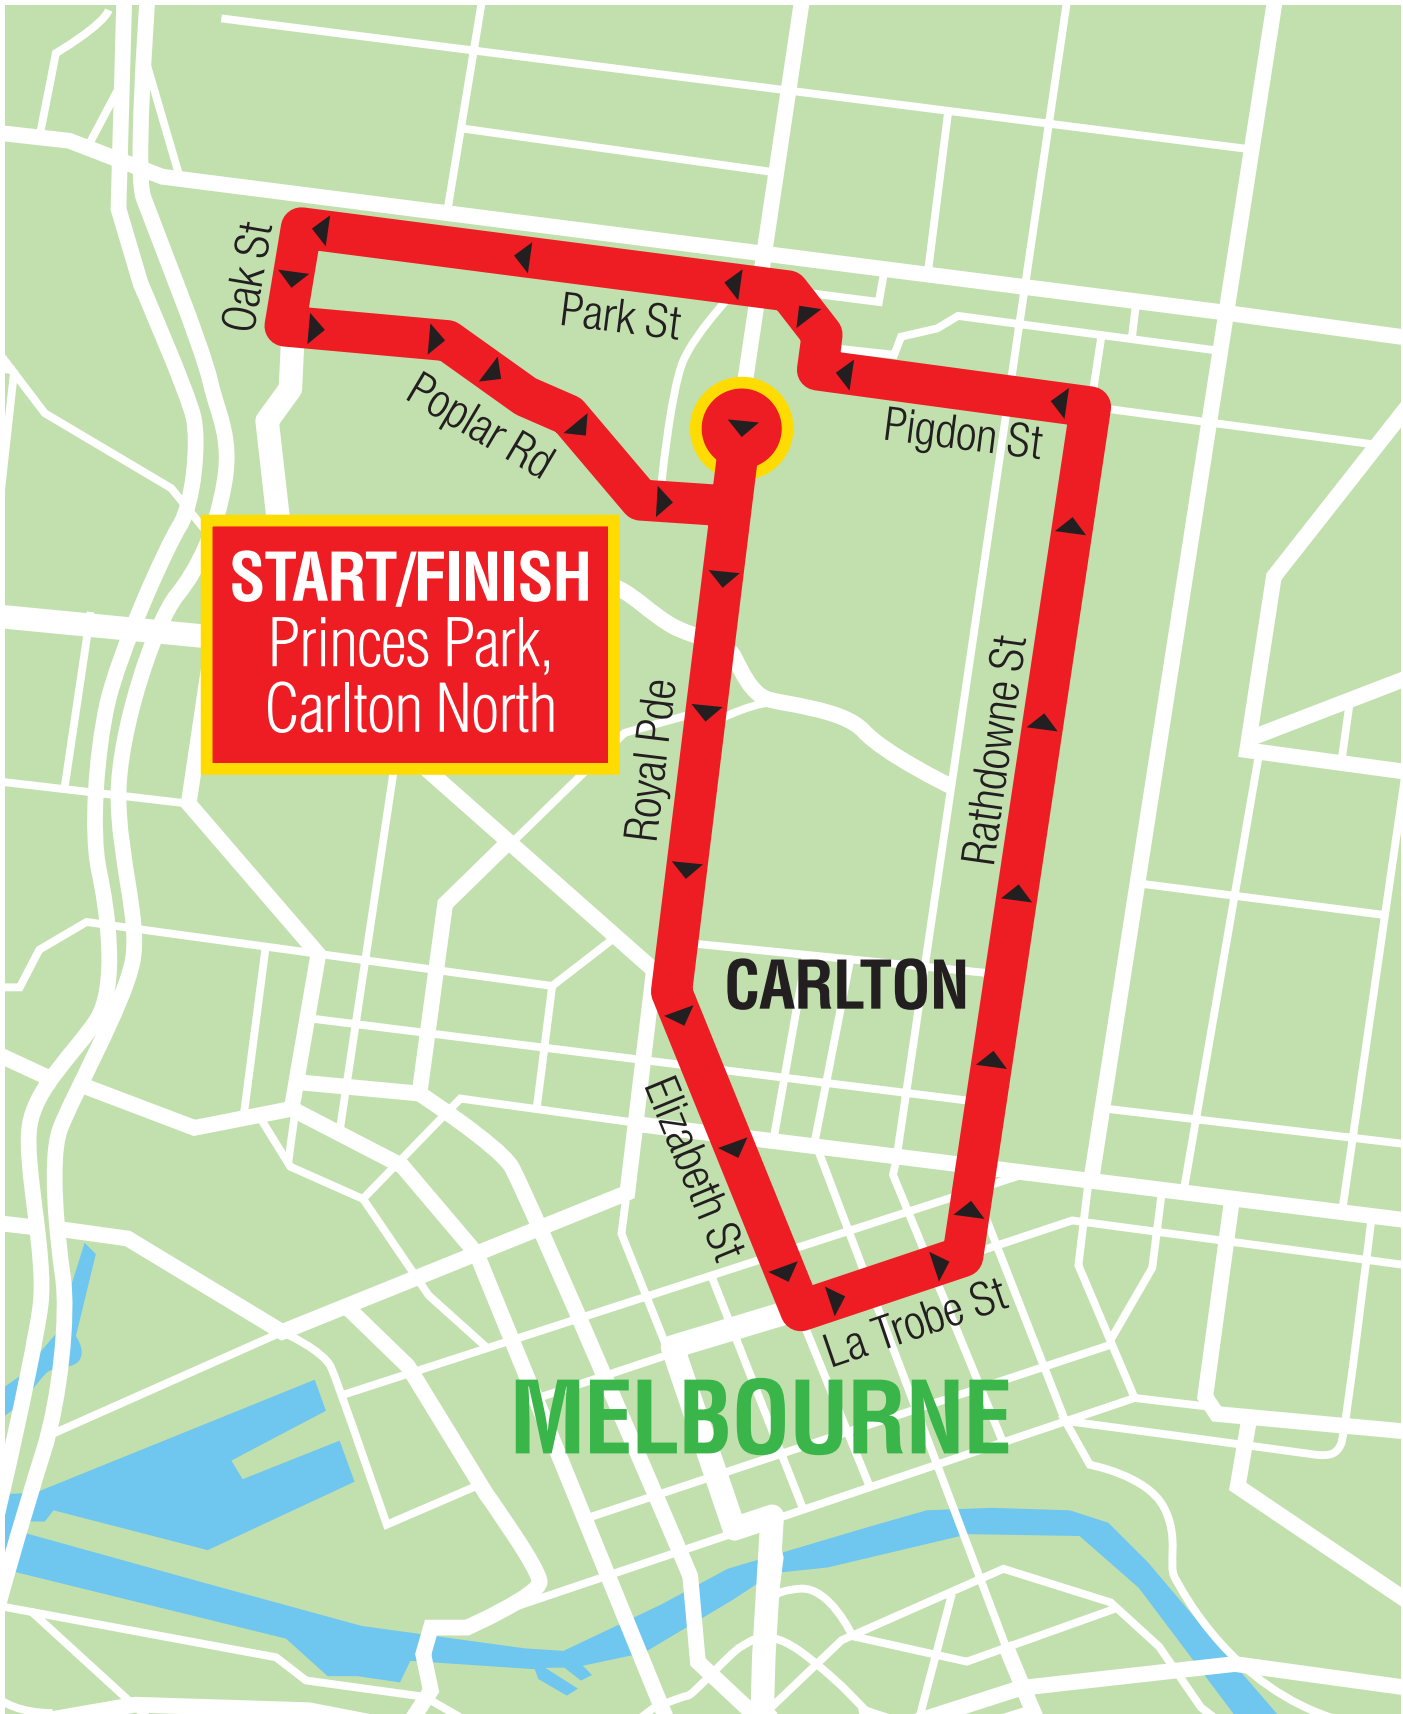 Oak St
Park St
Poplar Rd
Pigdon St
START/FINISH
Princes Park,
Carlton North
Royal Pde
Rathdowne St
CARLTON
Elizabeth St
La Trobe St
MELBOURNE